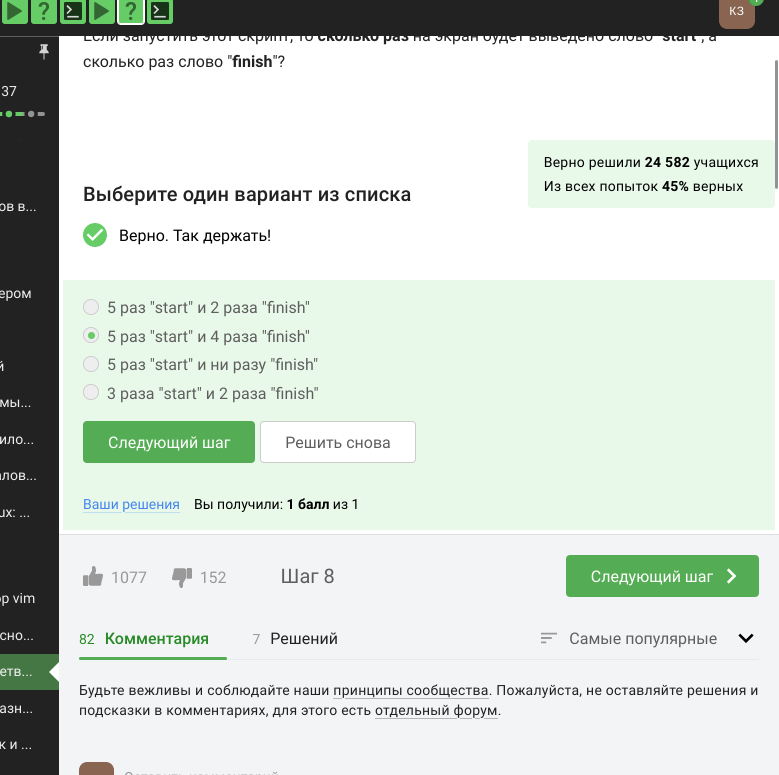 КЗ
Если запустить этот скрипт, то сколько раз на экран будет выведено слово "start", а
сколько раз слово "finish"?
37
Верно решили 24 582 учащихся
Из всех попыток 45% верных
Выберите один вариант из списка
ов в...
Верно. Так держать!
ером
5 раз "start" и 2 раза "finish"
5 раз "start" и 4 раза "finish"
й
5 раз "start" и ни разу "finish"
3 раза "start" и 2 раза "finish"
мы...
ило...
Следующий шаг
Решить снова
алов...
Ваши решения
Вы получили: 1 балл из 1
ux: ...
1077
152
Шаг 8
Следующий шаг
ор vim
сно...
82 Комментария
7 Решений
Самые популярные
етв...
Будьте вежливы и соблюдайте наши принципы сообщества. Пожалуйста, не оставляйте решения и
подсказки в комментариях, для этого есть отдельный форум.
азн...
к и ...
Оставить комментарий